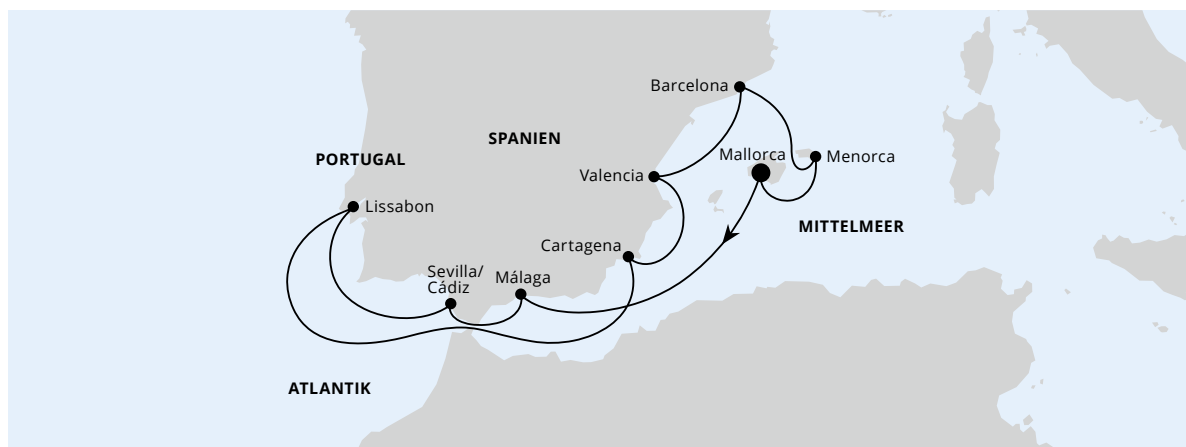 Barcelona
SPANIEN
Mallorca
Menorca
PORTUGAL
Valencia
Lissabon
MITTELMEER
Cartagena
Sevilla/
Cádiz
Málaga
ATLANTIK